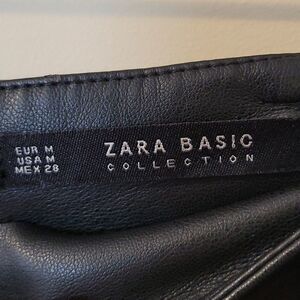 EUR M
USA M
MEX 28
ZARA BASIC
COLLECTION